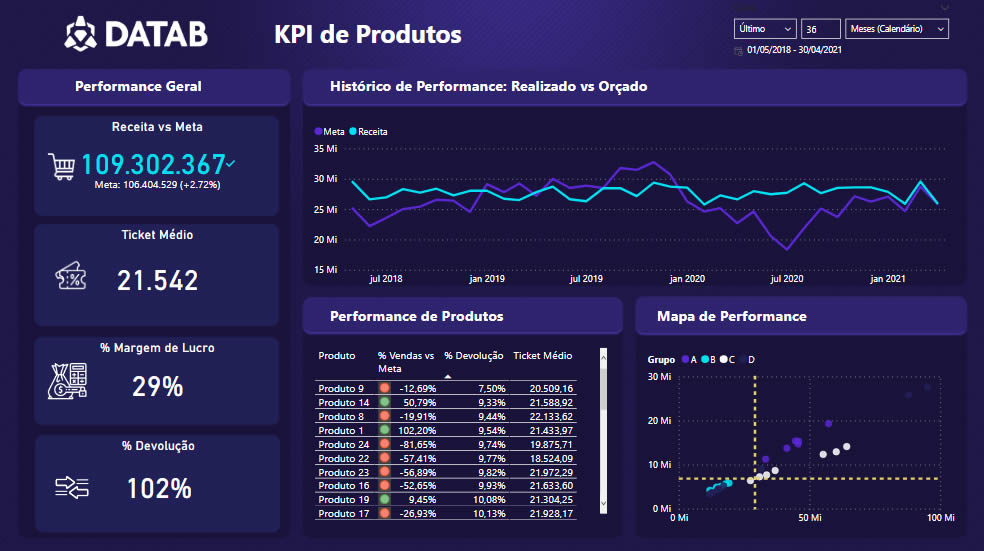 DATAB
KPI de Produtos
Último
36
Meses (Calendário)
01/05/2018 - 30/04/2021
Performance Geral
Receita vs Meta
109.302.367
Meta: 106.404.529 (+2.72%)
Ticket Médio
21.542
% Margem de Lucro
29%
% Devolução
102%
Histórico de Performance: Realizado vs Orçado
Meta Receita
35 Mi
30 Mi
25 Mi
20 Mi
15 Mi
jul 2018 jan 2019 jul 2019 jan 2020 jul 2020 jan 2021
Performance de Produtos
Produto % Vendas vs Meta % Devolução Ticket Médio
Produto 9 -12,69% 7,50% 20.509,16
Produto 14 50,79% 9,33% 21.588,92
Produto 8 -19,91% 9,44% 22.133,62
Produto 1 102,20% 9,54% 21.433,97
Produto 24 -81,65% 9,74% 19.875,71
Produto 22 -57,41% 9,77% 18.524,09
Produto 23 -56,89% 9,82% 21.972,29
Produto 16 -52,65% 9,93% 21.633,60
Produto 19 9,45% 10,08% 21.304,25
Produto 17 -26,93% 10,13% 21.928,17
Mapa de Performance
Grupo A B C D
30 Mi
20 Mi
10 Mi
0 Mi
0 Mi 50 Mi 100 Mi